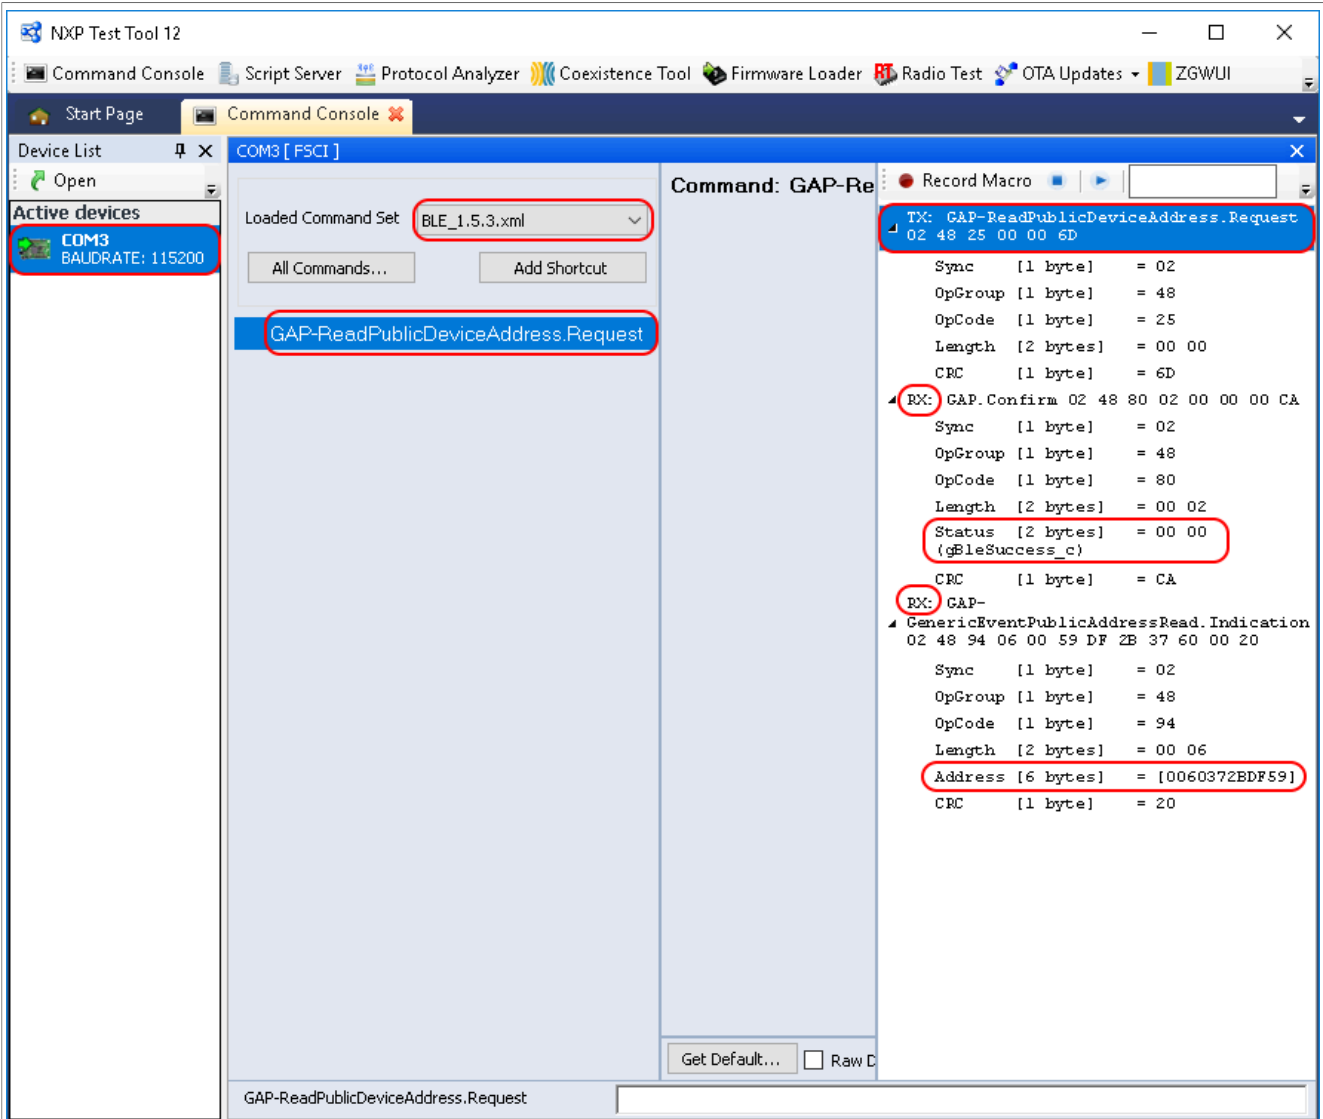 NXP Test Tool 12
Command Console Script Server Protocol Analyzer Coexistence Tool Firmware Loader Radio Test OTA Updates ZGWUI
Start Page Command Console
Device List
COM3 [ FSCI ]
Open
Active devices
COM3
BAUDRATE: 115200
Loaded Command Set BLE_1.5.3.xml
All Commands... Add Shortcut
GAP-ReadPublicDeviceAddress.Request
Command: GAP-Re
Get Default... Raw D
Record Macro
TX: GAP-ReadPublicDeviceAddress.Request
02 48 25 00 00 6D
Sync [1 byte] = 02
OpGroup [1 byte] = 48
OpCode [1 byte] = 25
Length [2 bytes] = 00 00
CRC [1 byte] = 6D
RX: GAP.Confirm 02 48 80 02 00 00 00 CA
Sync [1 byte] = 02
OpGroup [1 byte] = 48
OpCode [1 byte] = 80
Length [2 bytes] = 00 02
Status [2 bytes] = 00 00
(gBleSuccess_c)
CRC [1 byte] = CA
RX: GAP-
GenericEventPublicAddressRead.Indication
02 48 94 06 00 59 DF 2B 37 60 00 20
Sync [1 byte] = 02
OpGroup [1 byte] = 48
OpCode [1 byte] = 94
Length [2 bytes] = 00 06
Address [6 bytes] = [0060372BDF59]
CRC [1 byte] = 20
GAP-ReadPublicDeviceAddress.Request